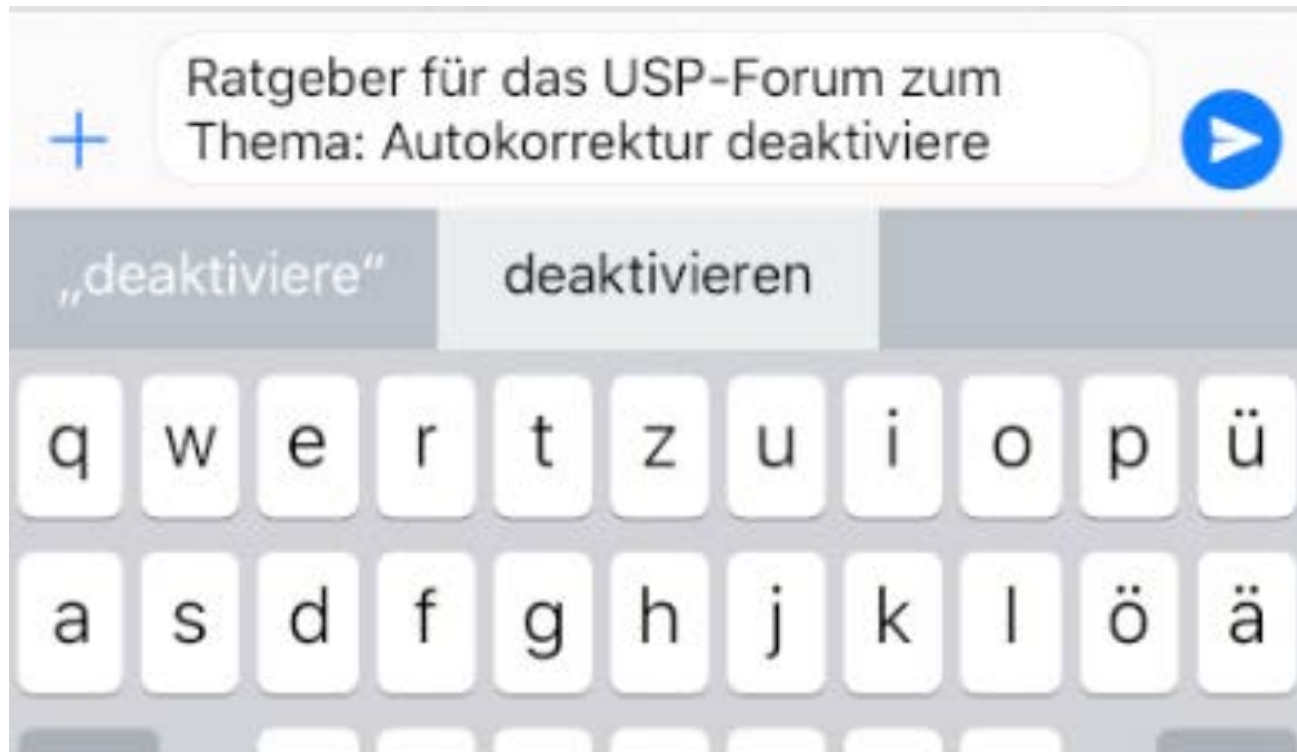 Ratgeber für das USP-Forum zum
Thema: Autokorrektur deaktiviere
„deaktiviere“ deaktivieren
q w e r t z u i o p ü
a s d f g h j k l ö ä